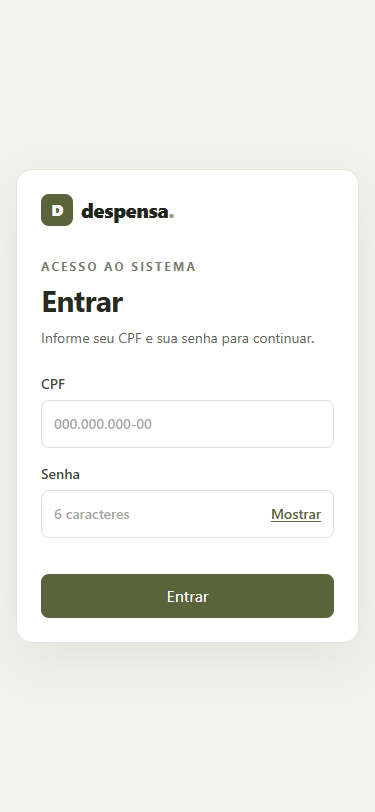 D despensa.
ACESSO AO SISTEMA
Entrar
Informe seu CPF e sua senha para continuar.
CPF
000.000.000-00
Senha
6 caracteres Mostrar
Entrar